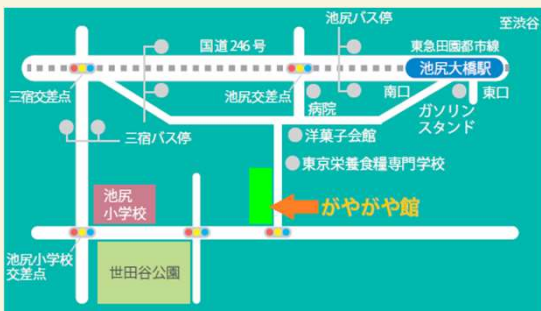 池尻バス停
至渋谷
国道246号
東急田園都市線
池尻大橋駅
三宿交差点
池尻交差点
南口
東口
病院
ガソリン
スタンド
三宿バス停
洋菓子会館
東京栄養食糧専門学校
池尻
小学校
がやがや館
池尻小学校
交差点
世田谷公園